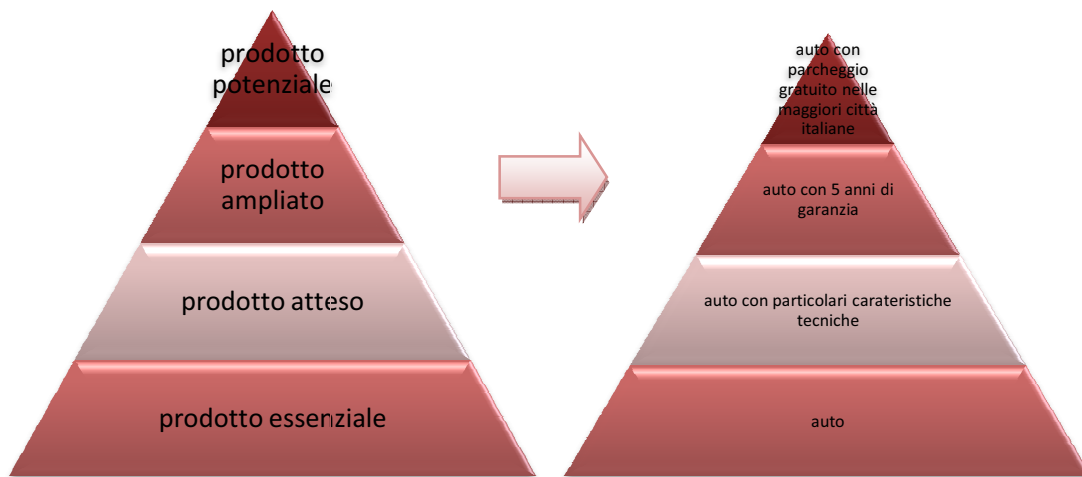 prodotto
potenziale
prodotto
ampliato
prodotto atteso
prodotto essenziale
auto con
parcheggio
gratuito nelle
maggiori città
italiane
auto con 5 anni di
garanzia
auto con particolari carateristiche
tecniche
auto